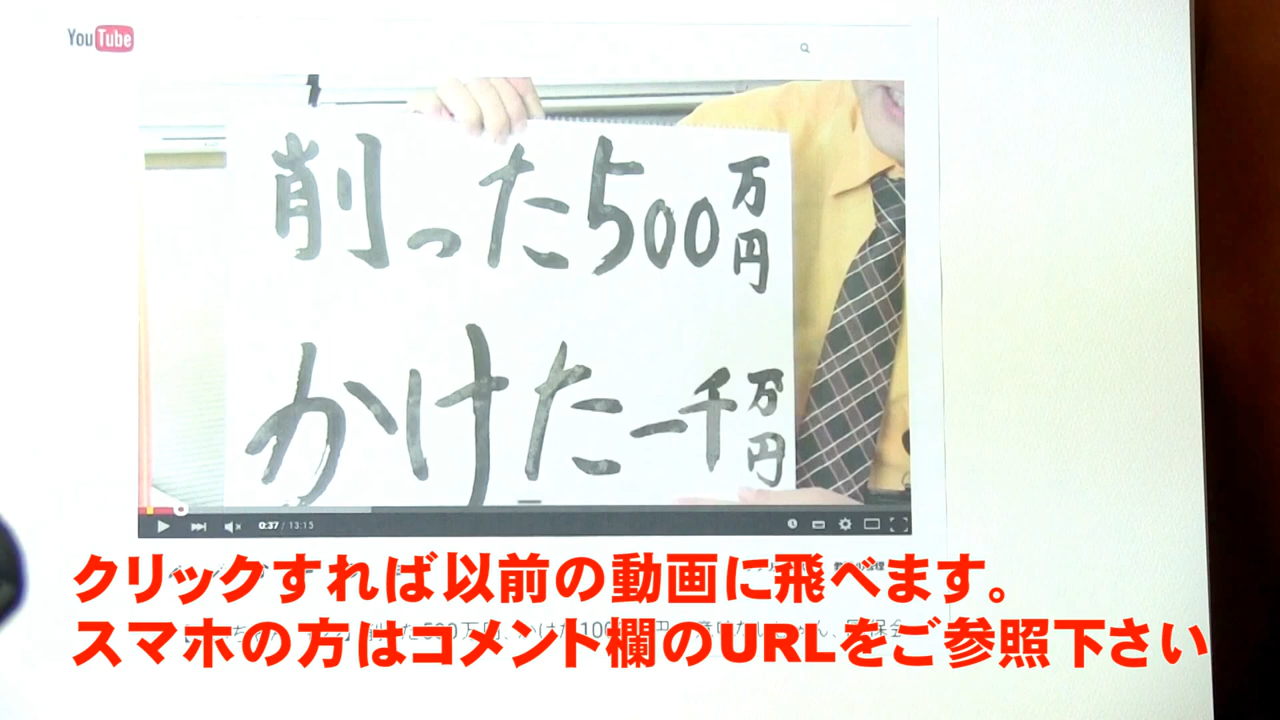 YouTube
削った500万円
かけた一千万円
0:37 / 13:15
クリックすれば以前の動画に飛べます。
スマホの方はコメント欄のURLをご参照下さい